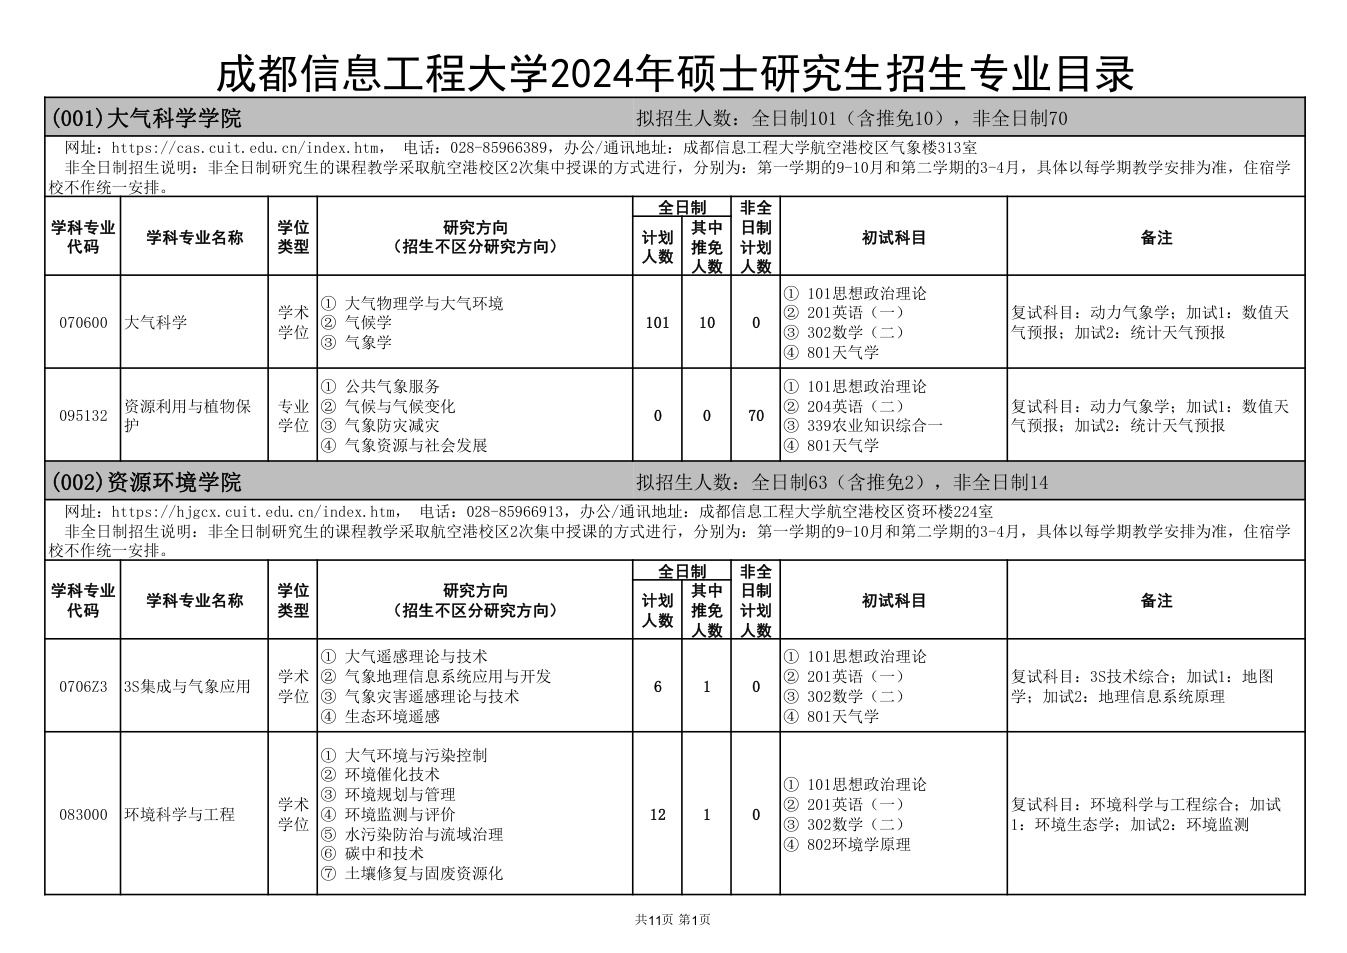 成都信息工程大学2024年硕士研究生招生专业目录
(001)大气科学学院 拟招生人数：全日制101（含推免10），非全日制70
网址：https://cas.cuit.edu.cn/index.htm， 电话：028-85966389，办公/通讯地址：成都信息工程大学航空港校区气象楼313室
非全日制招生说明：非全日制研究生的课程教学采取航空港校区2次集中授课的方式进行，分别为：第一学期的9-10月和第二学期的3-4月，具体以每学期教学安排为准，住宿学
校不作统一安排。
学科专业
代码
学科专业名称
学位
类型
研究方向
（招生不区分研究方向）
全日制
计划
人数
其中
推免
人数
非全
日制
计划
人数
初试科目
备注
070600
大气科学
学术
学位
① 大气物理学与大气环境
② 气候学
③ 气象学
101
10
0
① 101思想政治理论
② 201英语（一）
③ 302数学（二）
④ 801天气学
复试科目：动力气象学；加试1：数值天
气预报；加试2：统计天气预报
095132
资源利用与植物保
护
专业
学位
① 公共气象服务
② 气候与气候变化
③ 气象防灾减灾
④ 气象资源与社会发展
0
0
70
① 101思想政治理论
② 204英语（二）
③ 339农业知识综合一
④ 801天气学
复试科目：动力气象学；加试1：数值天
气预报；加试2：统计天气预报
(002)资源环境学院 拟招生人数：全日制63（含推免2），非全日制14
网址：https://hjgcx.cuit.edu.cn/index.htm， 电话：028-85966913，办公/通讯地址：成都信息工程大学航空港校区资环楼224室
非全日制招生说明：非全日制研究生的课程教学采取航空港校区2次集中授课的方式进行，分别为：第一学期的9-10月和第二学期的3-4月，具体以每学期教学安排为准，住宿学
校不作统一安排。
学科专业
代码
学科专业名称
学位
类型
研究方向
（招生不区分研究方向）
全日制
计划
人数
其中
推免
人数
非全
日制
计划
人数
初试科目
备注
0706Z3
3S集成与气象应用
学术
学位
① 大气遥感理论与技术
② 气象地理信息系统应用与开发
③ 气象灾害遥感理论与技术
④ 生态环境遥感
6
1
0
① 101思想政治理论
② 201英语（一）
③ 302数学（二）
④ 801天气学
复试科目：3S技术综合；加试1：地图
学；加试2：地理信息系统原理
083000
环境科学与工程
学术
学位
① 大气环境与污染控制
② 环境催化技术
③ 环境规划与管理
④ 环境监测与评价
⑤ 水污染防治与流域治理
⑥ 碳中和技术
⑦ 土壤修复与固废资源化
12
1
0
① 101思想政治理论
② 201英语（一）
③ 302数学（二）
④ 802环境学原理
复试科目：环境科学与工程综合；加试
1：环境生态学；加试2：环境监测
共11页 第1页